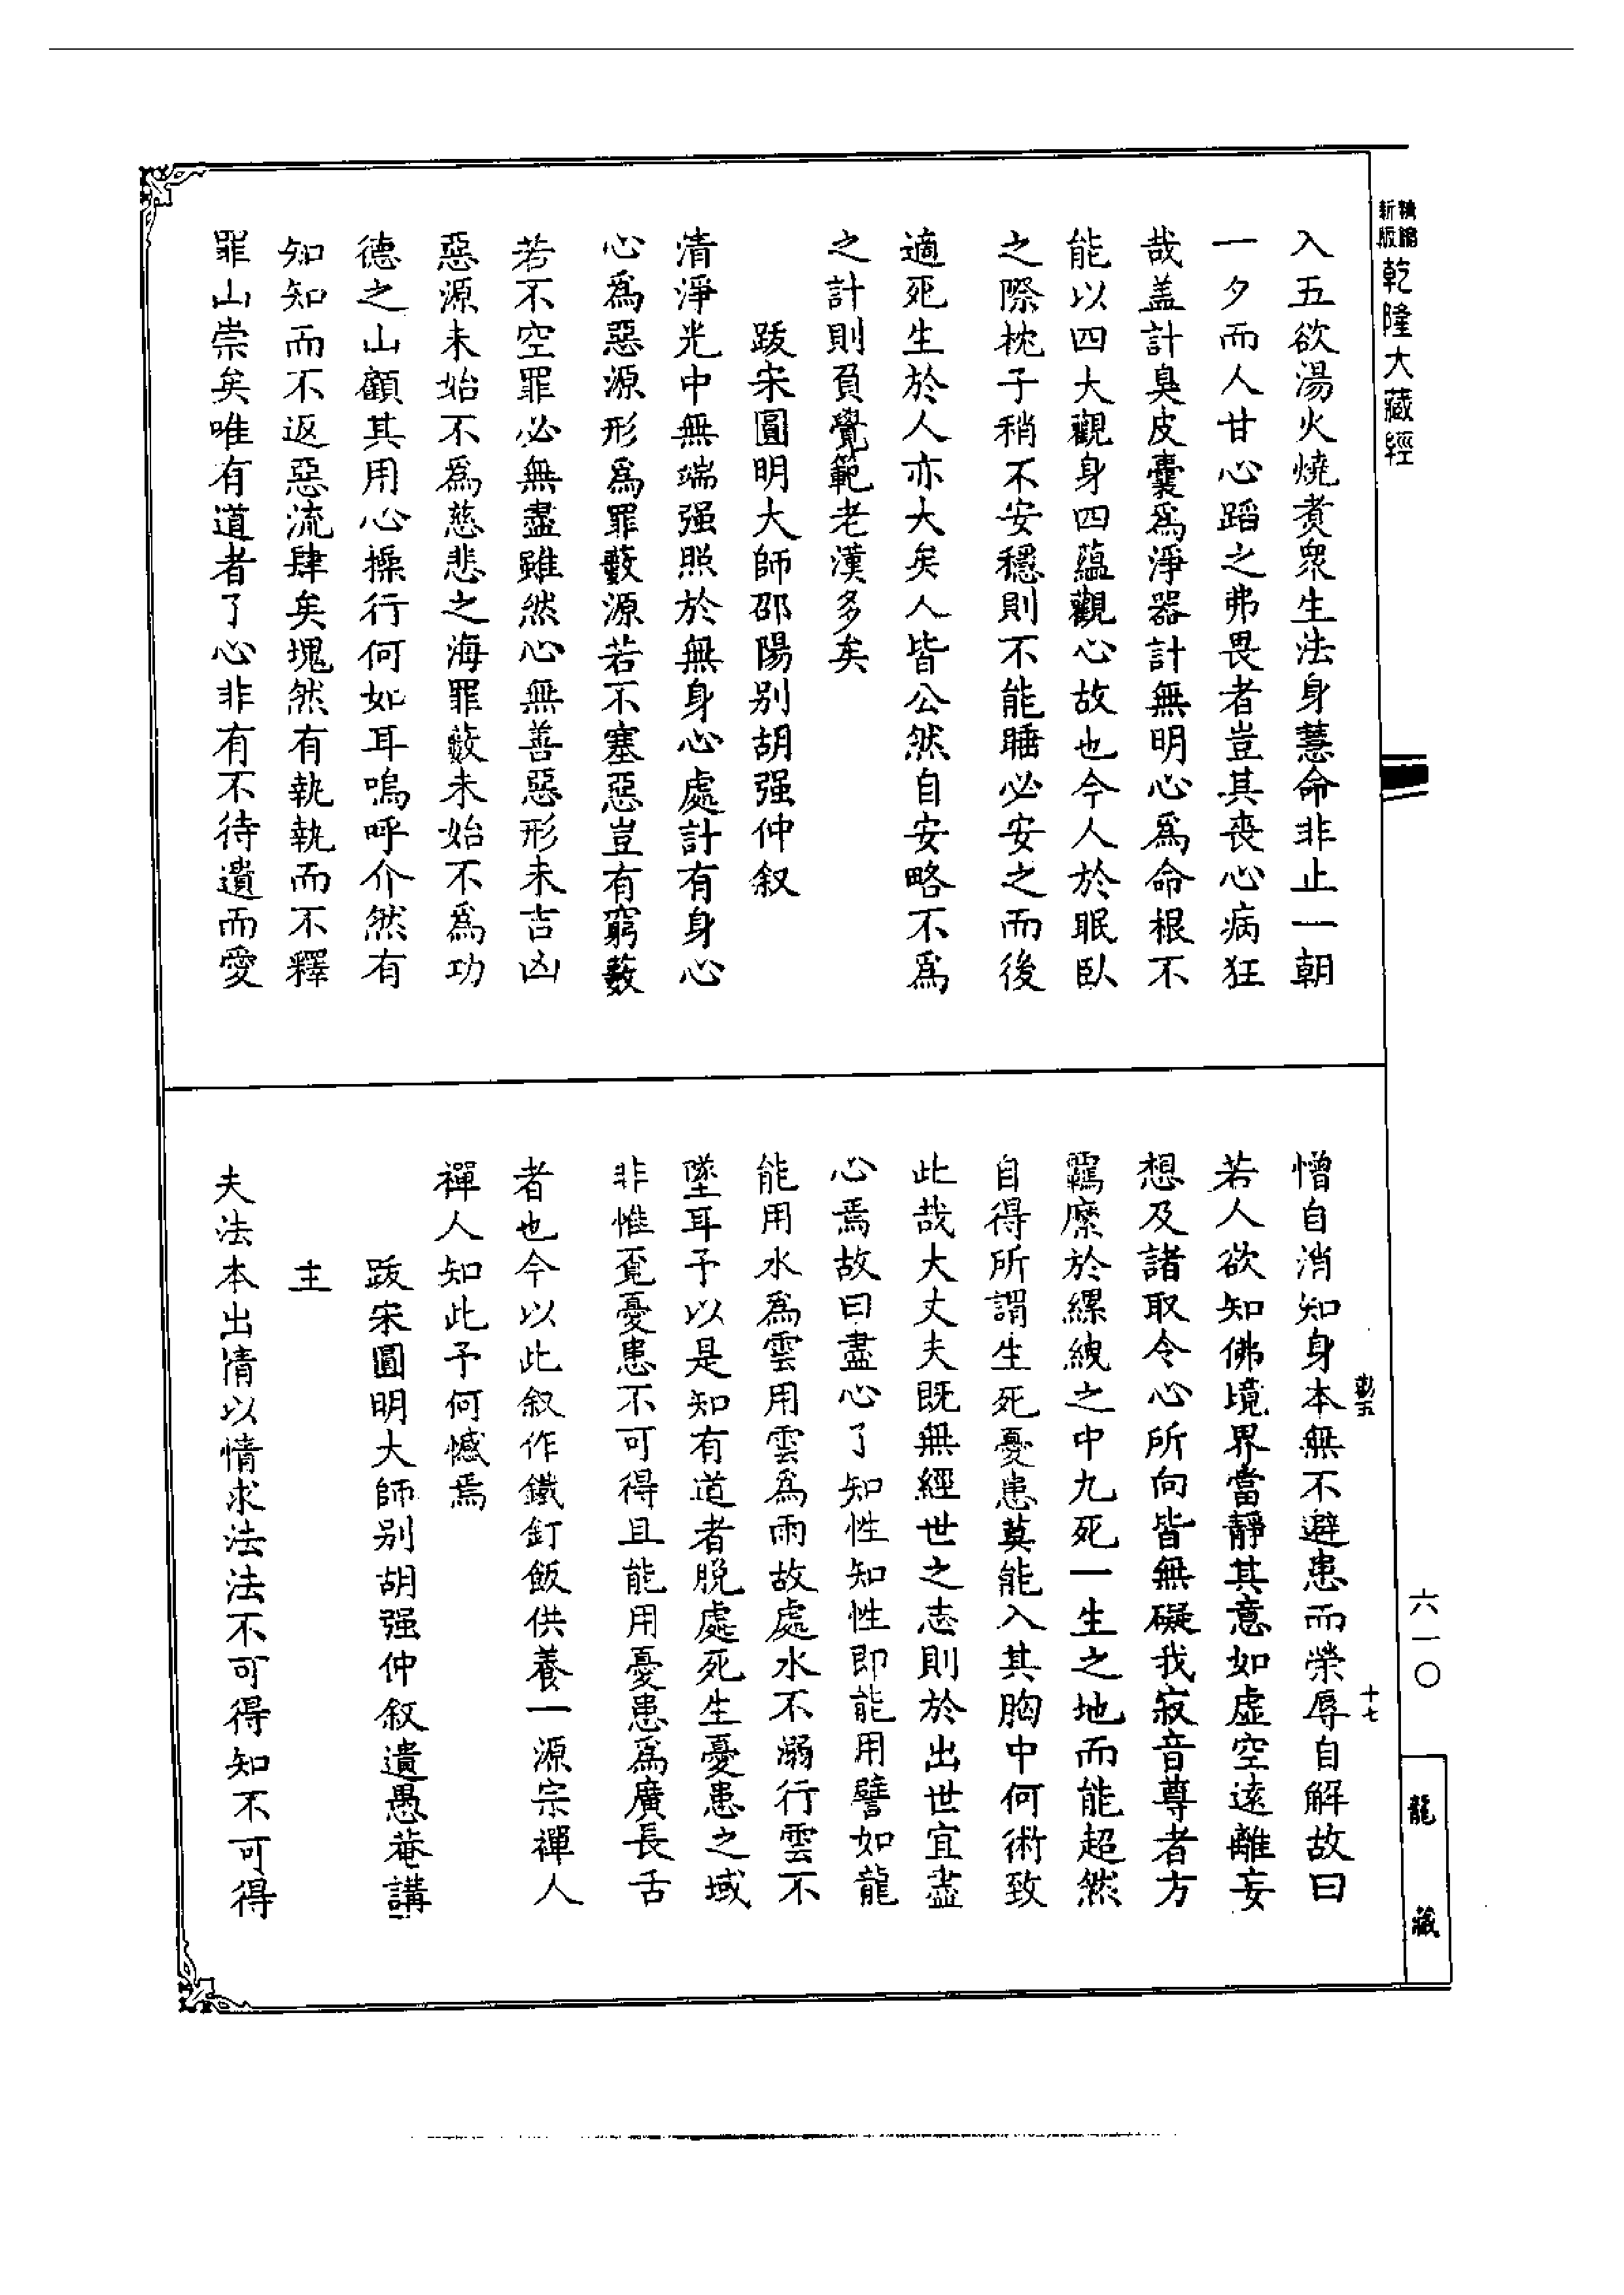 新版
精縮
乾隆大藏經
入五欲湯火燒煑衆生法身慧命非止一朝
一夕而人甘心蹈之弗畏者豈其喪心病狂
哉盖計臭皮囊爲淨器計無明心爲命根不
能以四大觀身四蘊觀心故也今人於眠臥
之際枕子稍不安穩則不能睡必安之而後
適死生於人亦大矣人皆公然自安略不爲
之計則負覺範老漢多矣
跋宋圓明大師邵陽别胡强仲叙
清淨光中無端强照於無身心處計有身心
心爲惡源形爲罪藪源若不塞惡豈有窮藪
若不空罪必無盡雖然心無善惡形未吉凶
惡源未始不爲慈悲之海罪藪未始不爲功
德之山顧其用心操行何如耳嗚呼介然有
知知而不返惡流肆矣塊然有執執而不釋
罪山崇矣唯有道者了心非有不待遺而愛
憎自消知身本無不避患而榮辱自解故曰
若人欲知佛境界當靜其意如虛空遠離妄
想及諸取令心所向皆無礙我寂音尊者方
羈縻於縲絏之中九死一生之地而能超然
自得所謂生死憂患莫能入其胸中何術致
此哉大丈夫既無經世之志則於出世宜盡
心焉故曰盡心了知性知性即能用譬如龍
能用水爲雲用雲爲雨故處水不溺行雲不
墜耳予以是知有道者脱處死生憂患之域
非惟覔憂患不可得且能用憂患爲廣長舌
者也今以此叙作鐵釘飯供養一源宗禪人
禪人知此予何憾焉
跋宋圓明大師别胡强仲叙遺愚菴講
主
夫法本出情以情求法法不可得知不可得
十七
六一〇
龍藏